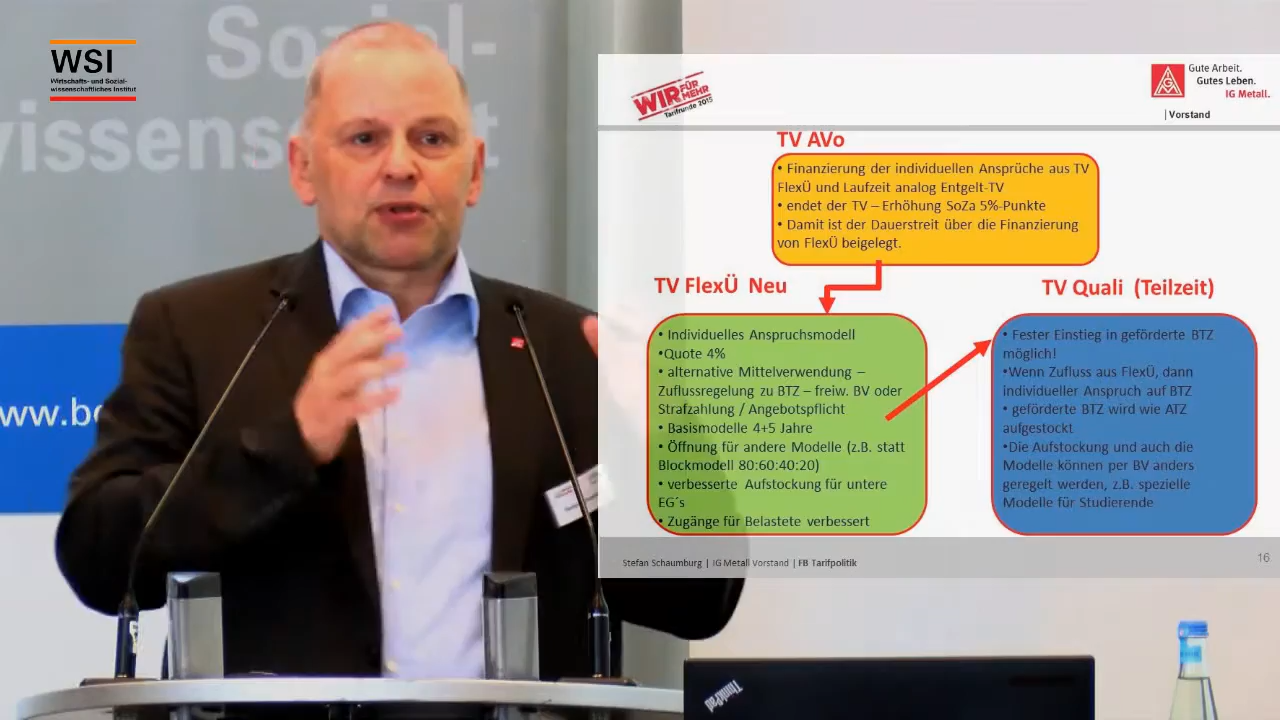 Sozial-
wissenschaft
WSI
Wirtschafts- und Sozial-
wissenschaftliches Institut
www.bo
WIR FÜR MEHR
Tarifrunde 2015
Gute Arbeit.
Gutes Leben.
IG Metall.
| Vorstand
TV AVo
• Finanzierung der individuellen Ansprüche aus TV
FlexÜ und Laufzeit analog Entgelt-TV
• endet der TV – Erhöhung SoZa 5%-Punkte
• Damit ist der Dauerstreit über die Finanzierung
von FlexÜ beigelegt.
TV FlexÜ Neu
• Individuelles Anspruchsmodell
•Quote 4%
• alternative Mittelverwendung –
Zuflussregelung zu BTZ – freiw. BV oder
Strafzahlung / Angebotspflicht
• Basismodelle 4+5 Jahre
• Öffnung für andere Modelle (z.B. statt
Blockmodell 80:60:40:20)
• verbesserte Aufstockung für untere
EG´s
• Zugänge für Belastete verbessert
TV Quali (Teilzeit)
• Fester Einstieg in geförderte BTZ
möglich!
•Wenn Zufluss aus FlexÜ, dann
individueller Anspruch auf BTZ
• geförderte BTZ wird wie ATZ
aufgestockt
•Die Aufstockung und auch die
Modelle können per BV anders
geregelt werden, z.B. spezielle
Modelle für Studierende
Stefan Schaumburg | IG Metall Vorstand | FB Tarifpolitik
16
ThinkPad